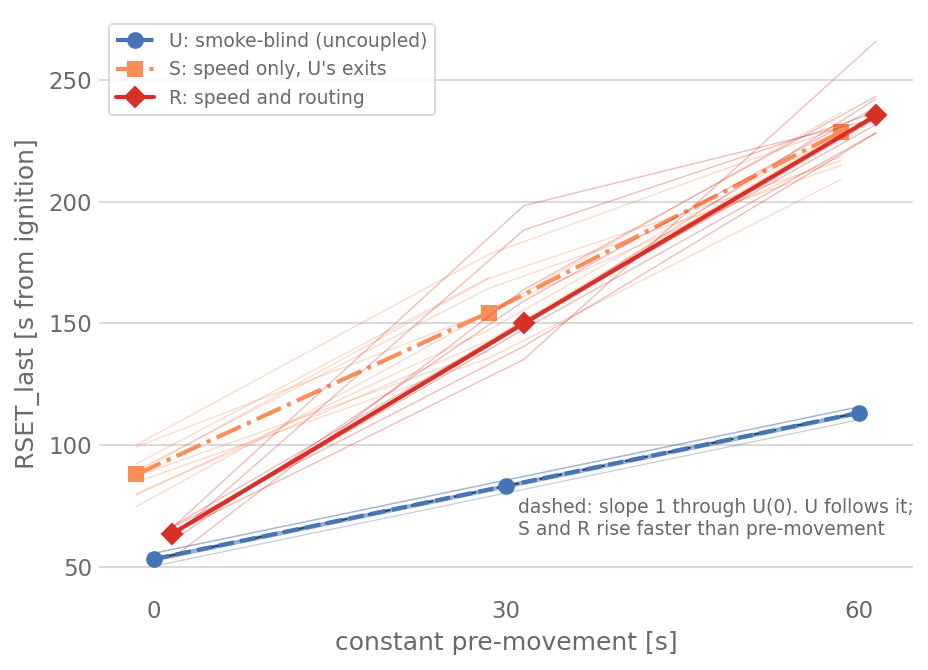 U: smoke-blind (uncoupled)
S: speed only, U's exits
R: speed and routing
RSET_last [s from ignition]
250
200
150
100
50
dashed: slope 1 through U(0). U follows it;
S and R rise faster than pre-movement
0
30
60
constant pre-movement [s]